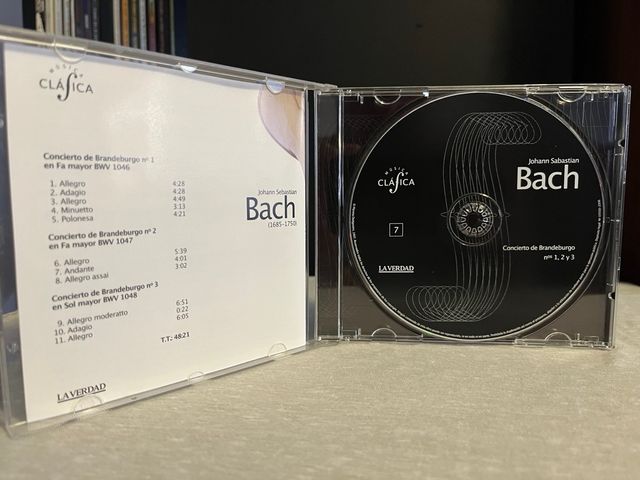 MUSICA
CLÁSICA
Concierto de Brandeburgo nº 1
en Fa mayor BWV 1046
1. Allegro 4:28
2. Adagio 4:28
3. Allegro 4:49
4. Minuetto 3:13
5. Polonesa 4:21
Concierto de Brandeburgo nº 2
en Fa mayor BWV 1047
6. Allegro 5:39
7. Andante 4:01
8. Allegro assai 3:02
Concierto de Brandeburgo nº 3
en Sol mayor BWV 1048
9. Allegro moderatto 6:51
10. Adagio 0:22
11. Allegro 6:05
T.T.: 48:21
LA VERDAD
Johann Sebastian
Bach
(1685-1750)
MUSICA
CLÁSICA
7
LA VERDAD
Johann Sabastian
Bach
Concierto de Brandeburgo
nos 1, 2 y 3